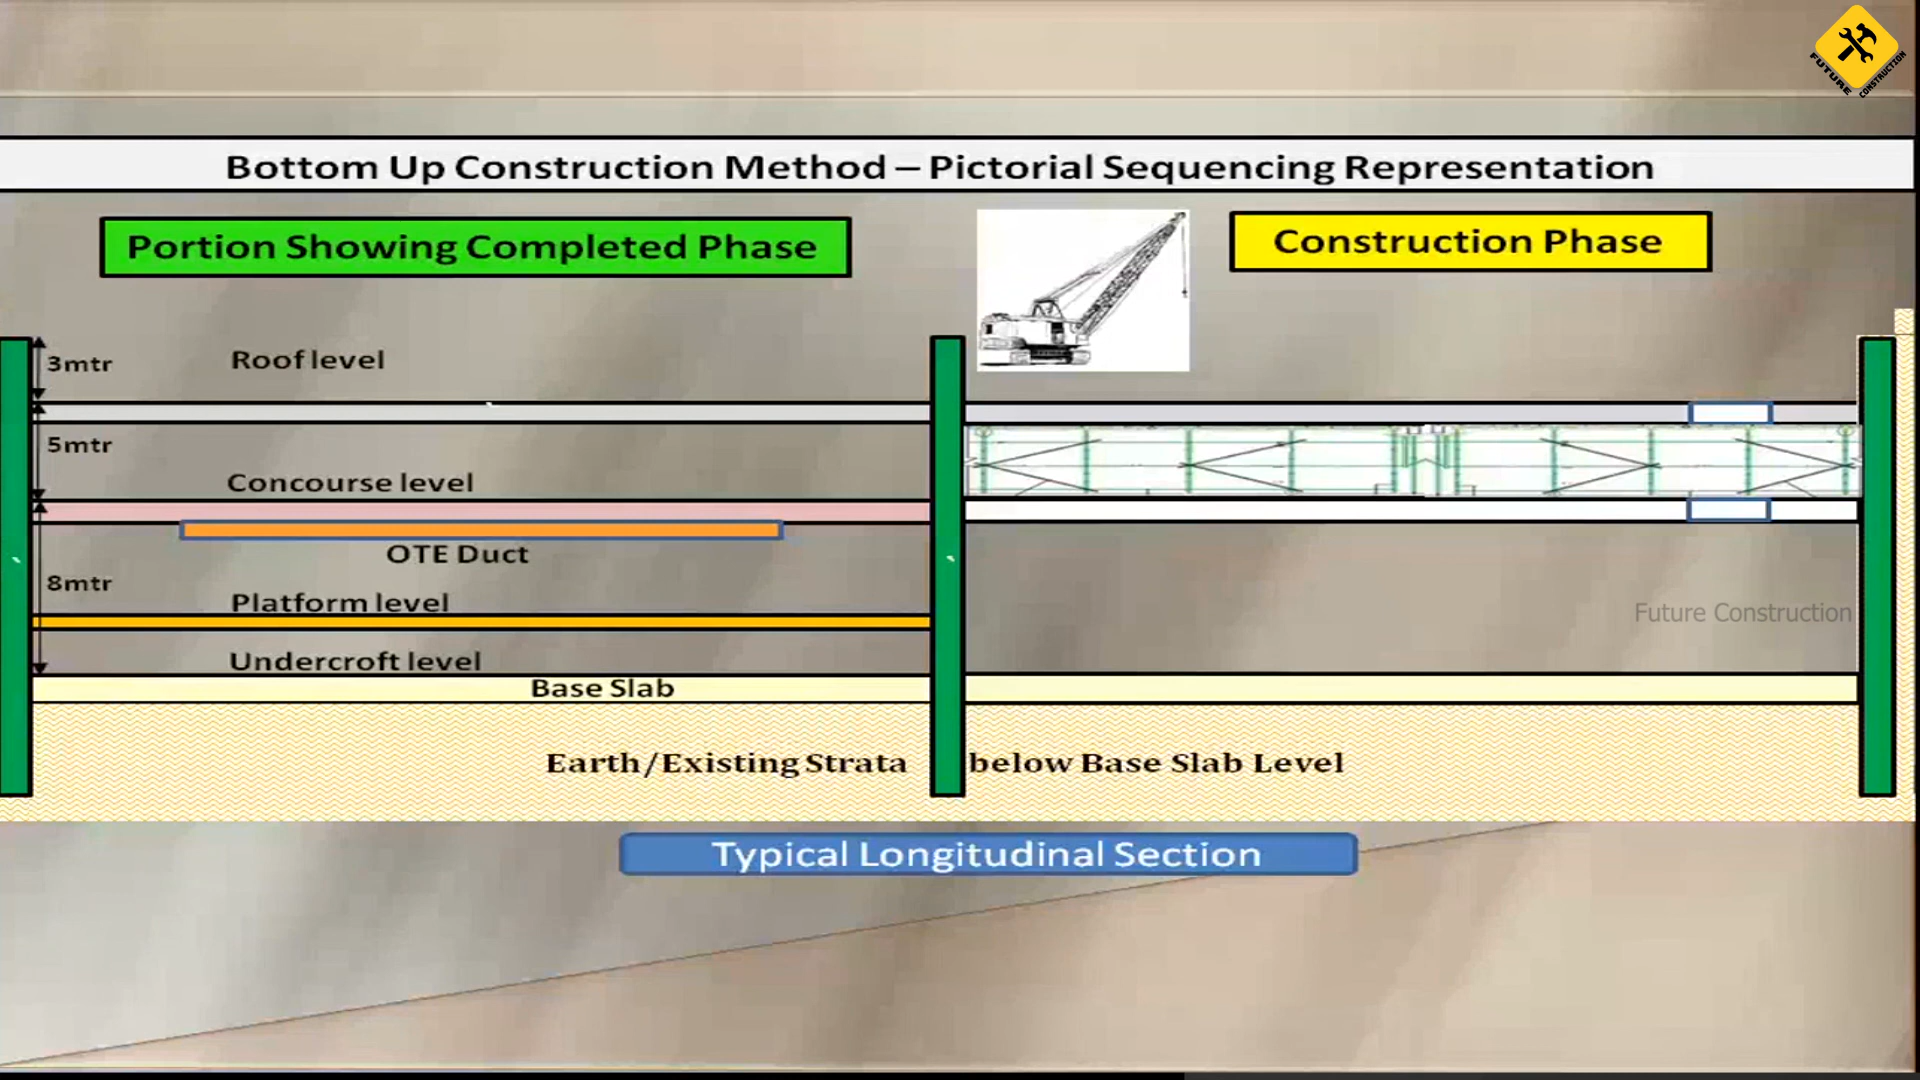 FUTURE CONSTRUCTION
Bottom Up Construction Method – Pictorial Sequencing Representation
Portion Showing Completed Phase
Construction Phase
3mtr
Roof level
5mtr
Concourse level
OTE Duct
8mtr
Platform level
Future Construction
Undercroft level
Base Slab
Earth/Existing Strata below Base Slab Level
Typical Longitudinal Section